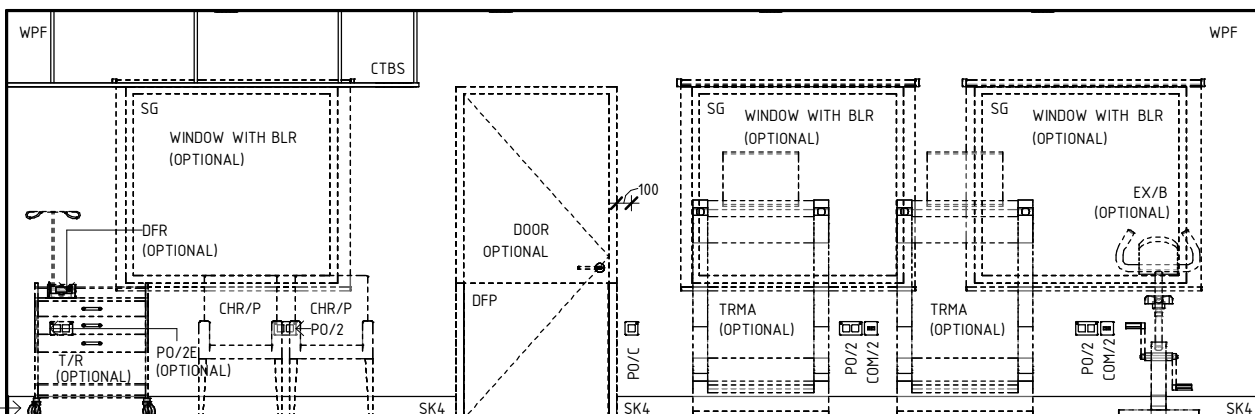 WPF
WPF
CTBS
SG
WINDOW WITH BLR
(OPTIONAL)
SG
WINDOW WITH BLR
(OPTIONAL)
SG
WINDOW WITH BLR
(OPTIONAL)
100
EX/B
(OPTIONAL)
DFR
(OPTIONAL)
DOOR
OPTIONAL
CHR/P
CHR/P
DFP
TRMA
(OPTIONAL)
TRMA
(OPTIONAL)
PO/2
PO/2E
(OPTIONAL)
T/R
(OPTIONAL)
PO/C
PO/2
COM/2
PO/2
COM/2
SK4
SK4
SK4